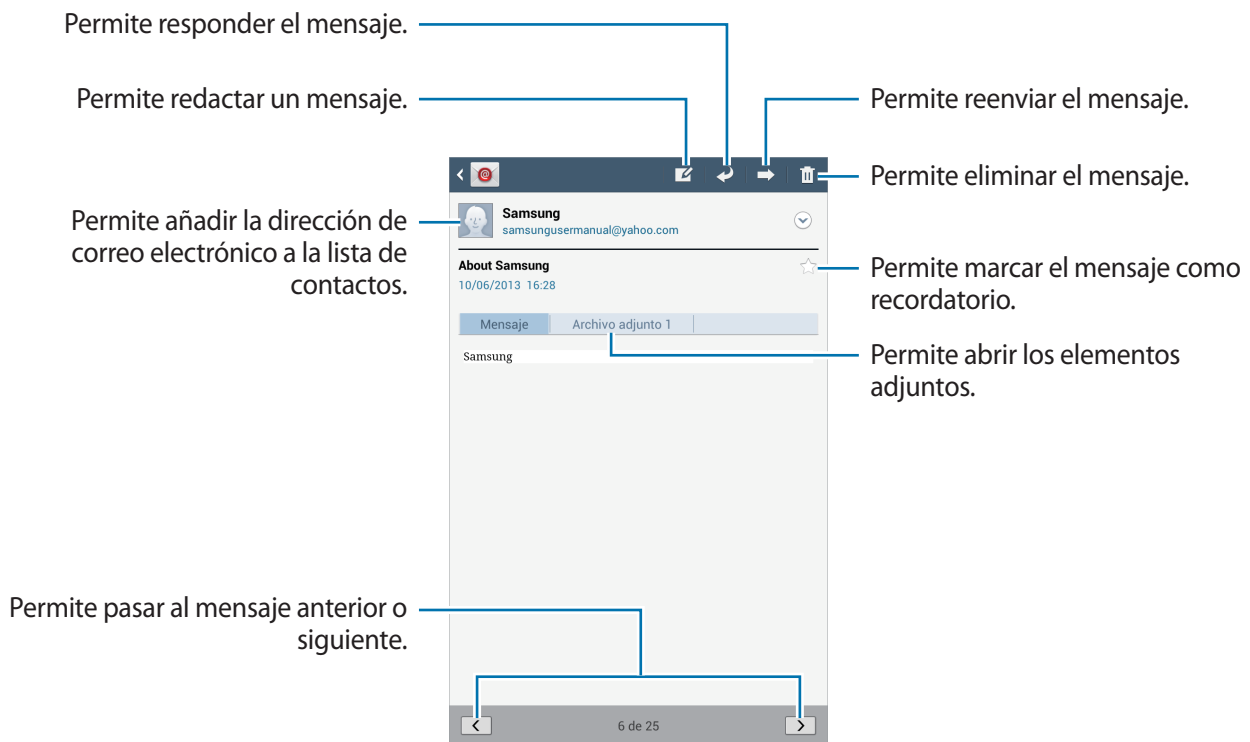 Permite responder el mensaje.
Permite redactar un mensaje.
Permite reenviar el mensaje.
Permite eliminar el mensaje.
Permite añadir la dirección de
correo electrónico a la lista de
contactos.
Samsung
samsungusermanual@yahoo.com
About Samsung
10/06/2013 16:28
Permite marcar el mensaje como
recordatorio.
Mensaje
Archivo adjunto 1
Samsung
Permite abrir los elementos
adjuntos.
Permite pasar al mensaje anterior o
siguiente.
6 de 25